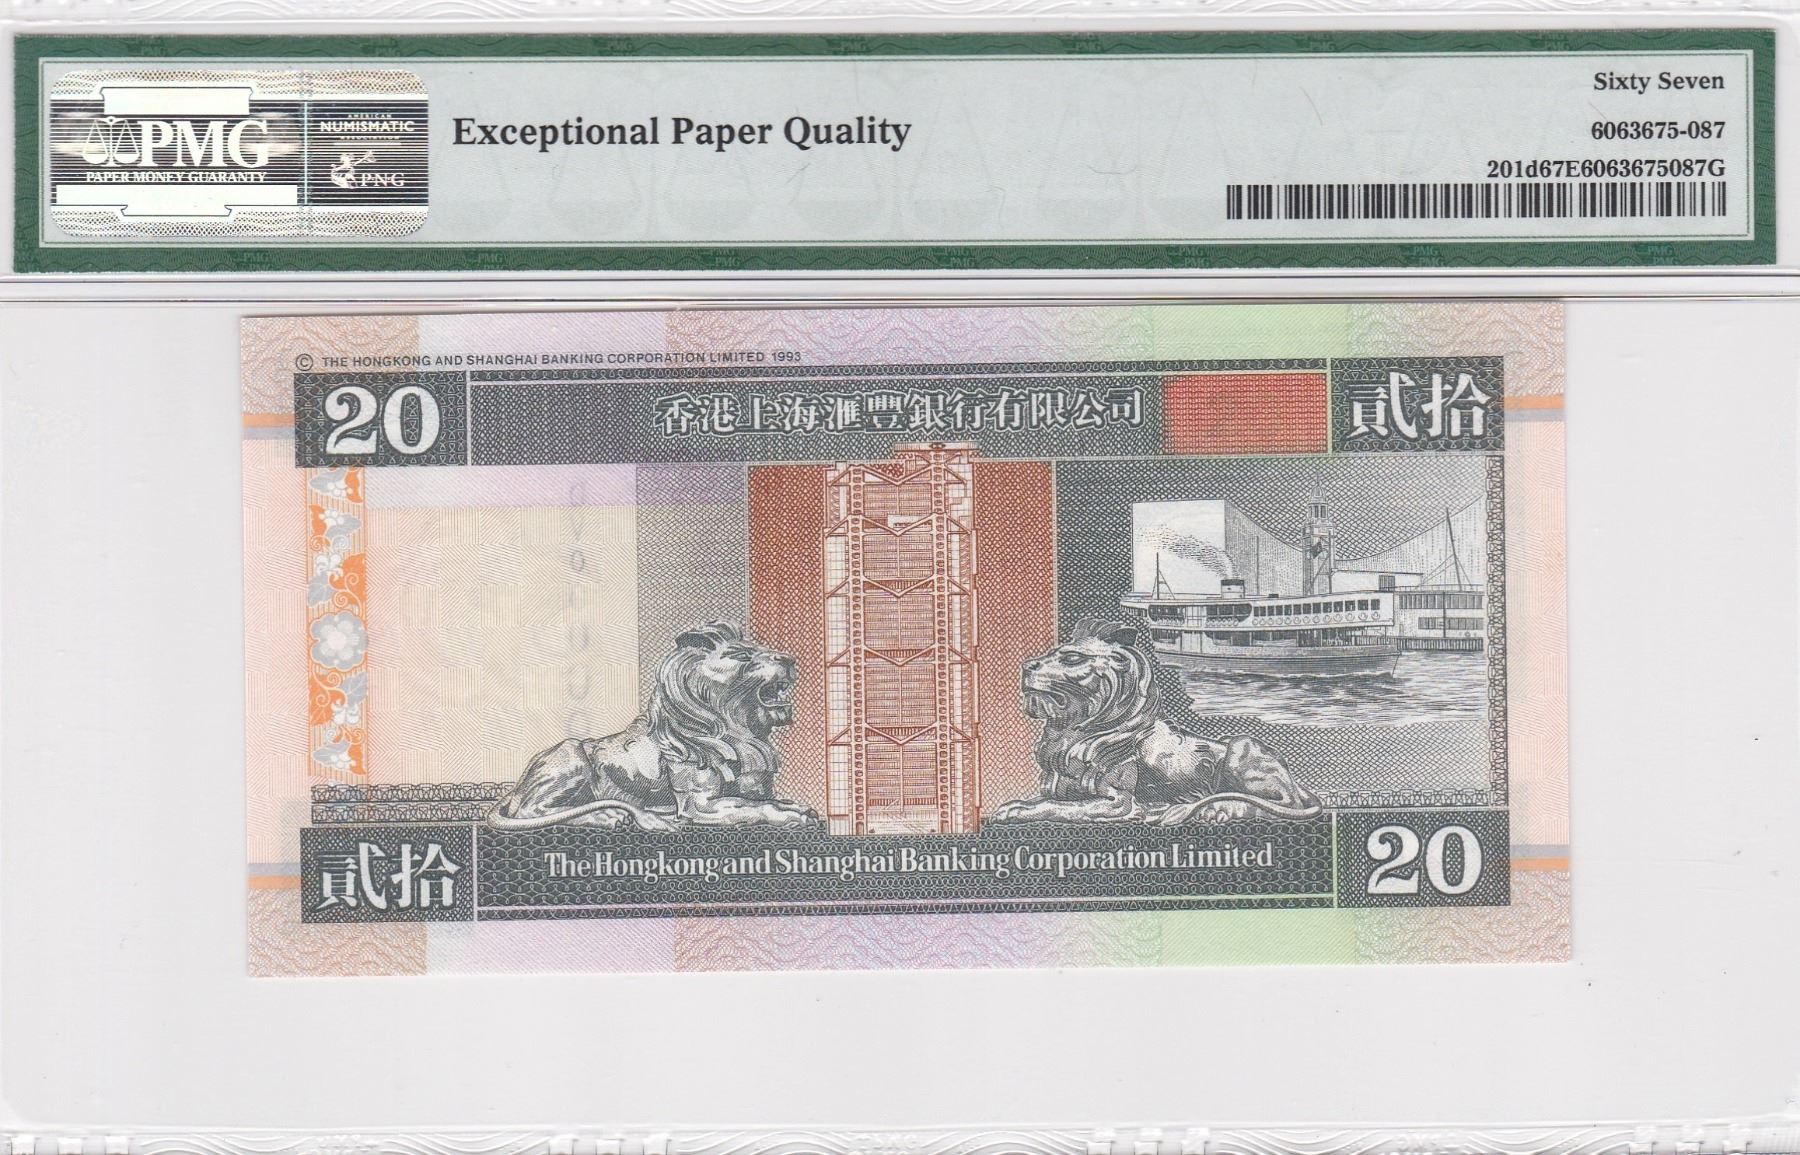 Sixty Seven
PMG
PAPER MONEY GUARANTY
AMERICAN
NUMISMATIC
PNG
Exceptional Paper Quality
6063675-087
201d67E6063675087G
© THE HONGKONG AND SHANGHAI BANKING CORPORATION LIMITED 1993
20
香港上海滙豐銀行有限公司
貳拾
貳拾
The Hongkong and Shanghai Banking Corporation Limited
20